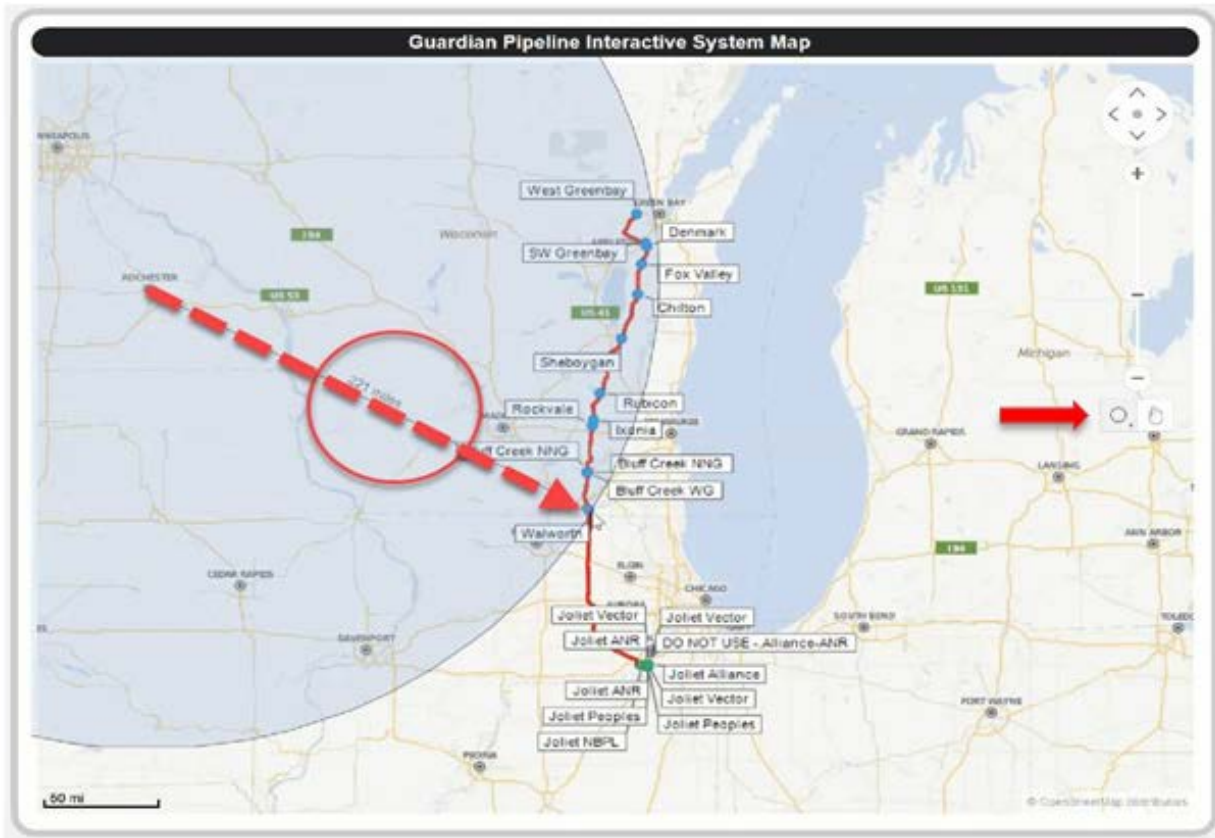 Guardian Pipeline Interactive System Map
West Greenbay
Denmark
SW Greenbay
Fox Valley
Chilton
Sheboygan
Rubicon
Rockvale
Ixonia
Bluff Creek NNG
Bluff Creek WG
Walworth
Wisconsin
ROCHESTER
I 94
US 53
US 41
221 miles
Michigan
US 131
GRAND RAPIDS
LANSING
ANN ARBOR
I 94
CEDAR RAPIDS
DAVENPORT
ELGIN
CHICAGO
AURORA
SOUTH BEND
TOLEDO
Joliet Vector
Joliet Vector
Joliet ANR
DO NOT USE - Alliance-ANR
Joliet Alliance
Joliet ANR
Joliet Vector
Joliet Peoples
Joliet Peoples
Joliet NBPL
FORT WAYNE
PEORIA
50 mi
© OpenStreetMap contributors